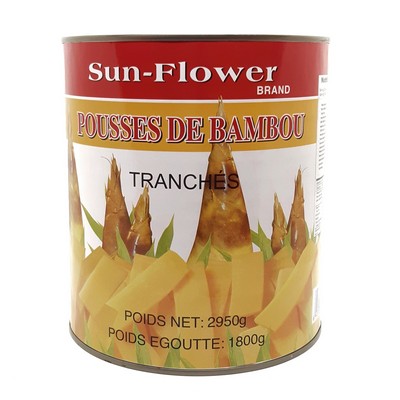 Sun-Flower
BRAND
POUSSES DE BAMBOU
TRANCHÉS
POIDS NET: 2950g
POIDS EGOUTTE: 1800g